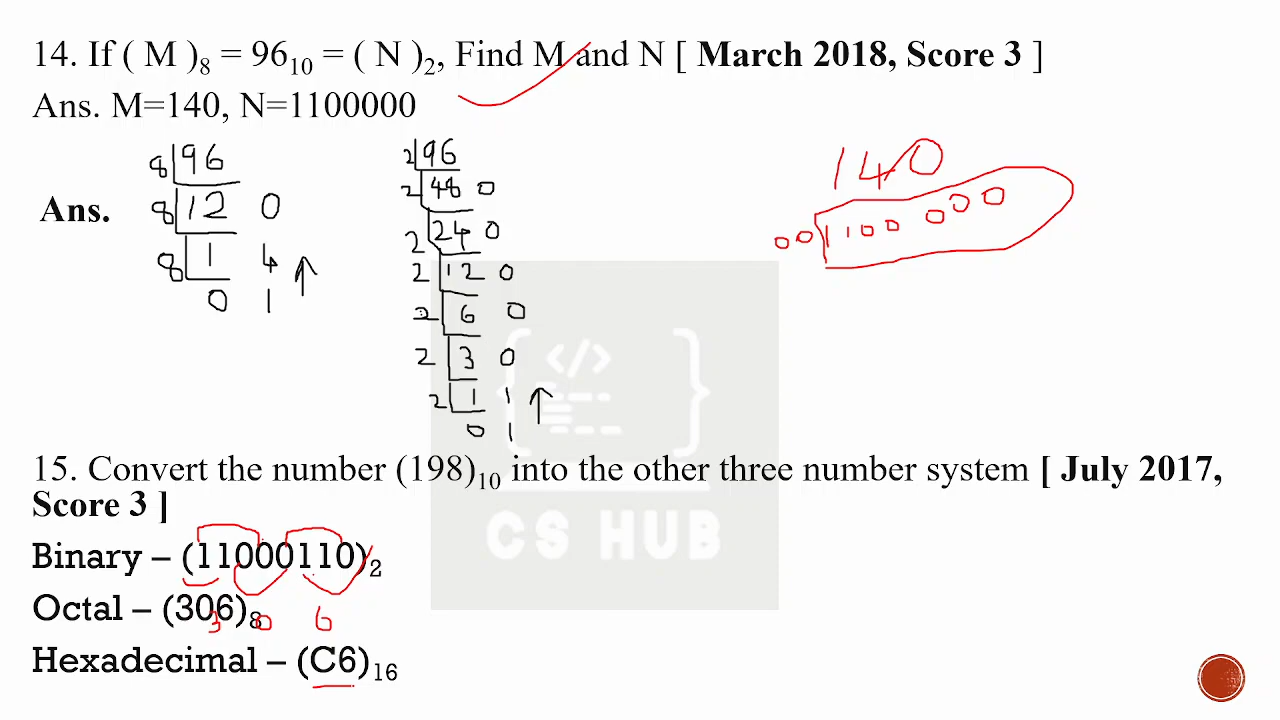 14. If ( M )8 = 9610 = ( N )2, Find M and N [ March 2018, Score 3 ]
Ans. M=140, N=1100000
Ans.
8 96
8 12 0
8 1 4 ↑
0 1
2 96
2 48 0
2 24 0
2 12 0
2 6 0
2 3 0
2 1 1 ↑
0 1
140
001100000
</>
CS HUB
15. Convert the number (198)10 into the other three number system [ July 2017,
Score 3 ]
Binary – (11000110)2
Octal – (306)8
3 0 6
Hexadecimal – (C6)16